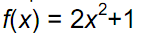 f(x) = 2x²+1